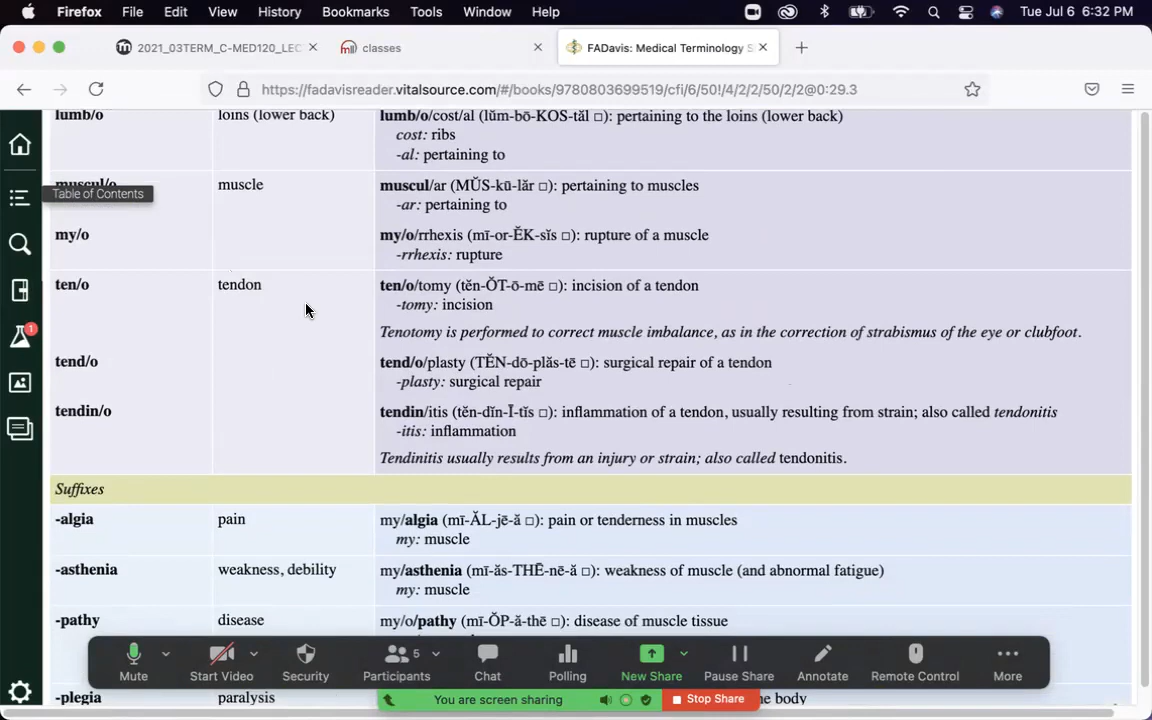 Firefox File Edit View History Bookmarks Tools Window Help Tue Jul 6 6:32 PM
2021_03TERM_C-MED120_LEC classes FADavis: Medical Terminology S
https://fadavisreader.vitalsource.com/#/books/9780803699519/cfi/6/50!/4/2/2/50/2/2@0:29.3
lumb/o loins (lower back) lumb/o/cost/al (lŭm-bō-KOS-tăl □): pertaining to the loins (lower back)
cost: ribs
-al: pertaining to
muscul/o muscle muscul/ar (MŬS-kū-lăr □): pertaining to muscles
Table of Contents
-ar: pertaining to
my/o my/o/rrhexis (mī-or-ĔK-sĭs □): rupture of a muscle
-rrhexis: rupture
ten/o tendon ten/o/tomy (tĕn-ŎT-ō-mē □): incision of a tendon
-tomy: incision
Tenotomy is performed to correct muscle imbalance, as in the correction of strabismus of the eye or clubfoot.
tend/o tend/o/plasty (TĔN-dō-plăs-tē □): surgical repair of a tendon
-plasty: surgical repair
tendin/o tendin/itis (tĕn-dĭn-Ī-tĭs □): inflammation of a tendon, usually resulting from strain; also called tendonitis
-itis: inflammation
Tendinitis usually results from an injury or strain; also called tendonitis.
Suffixes
-algia pain my/algia (mī-ĂL-jē-ă □): pain or tenderness in muscles
my: muscle
-asthenia weakness, debility my/asthenia (mī-ăs-THĒ-nē-ă □): weakness of muscle (and abnormal fatigue)
my: muscle
-pathy disease my/o/pathy (mī-ŎP-ă-thē □): disease of muscle tissue
1
5
Mute Start Video Security Participants Chat Polling New Share Pause Share Annotate Remote Control More
-plegia paralysis You are screen sharing Stop Share he body